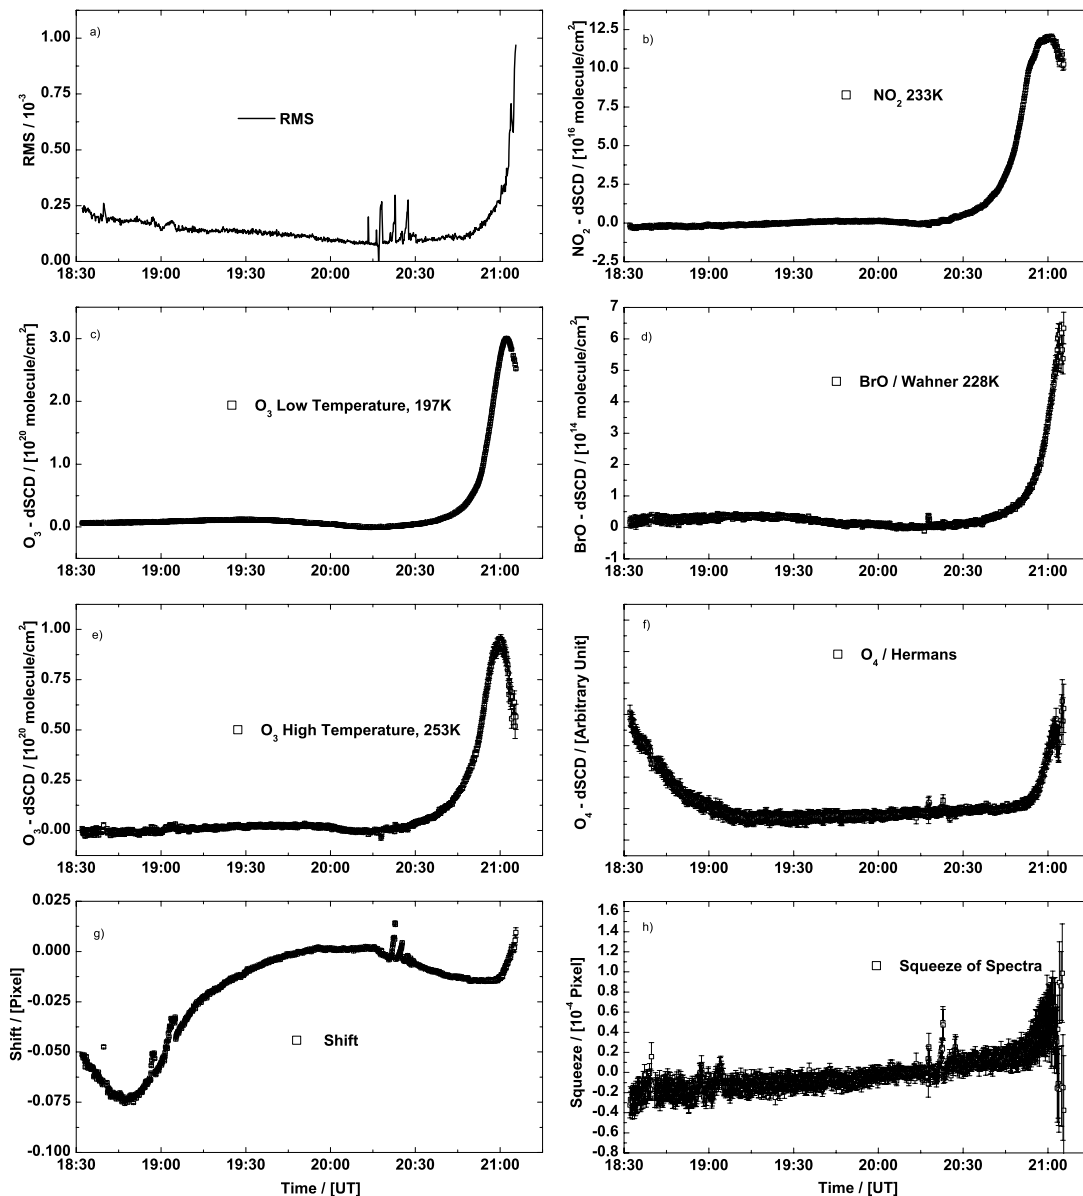 a)
RMS / 10⁻³
1.00
0.75
0.50
0.25
0.00
RMS
18:30 19:00 19:30 20:00 20:30 21:00
b)
NO₂ - dSCD / [10¹⁶ molecule/cm²]
12.5
10.0
7.5
5.0
2.5
0.0
-2.5
NO₂ 233K
18:30 19:00 19:30 20:00 20:30 21:00
c)
O₃ - dSCD / [10²⁰ molecule/cm²]
3.0
2.0
1.0
0.0
O₃ Low Temperature, 197K
18:30 19:00 19:30 20:00 20:30 21:00
d)
BrO - dSCD / [10¹⁴ molecule/cm²]
7
6
5
4
3
2
1
0
-1
BrO / Wahner 228K
18:30 19:00 19:30 20:00 20:30 21:00
e)
O₃ - dSCD / [10²⁰ molecule/cm²]
1.00
0.75
0.50
0.25
0.00
O₃ High Temperature, 253K
18:30 19:00 19:30 20:00 20:30 21:00
f)
O₄ - dSCD / [Arbitrary Unit]
O₄ / Hermans
18:30 19:00 19:30 20:00 20:30 21:00
g)
Shift / [Pixel]
0.025
0.000
-0.025
-0.050
-0.075
-0.100
Shift
18:30 19:00 19:30 20:00 20:30 21:00
Time / [UT]
h)
Squeeze / [10⁻⁴ Pixel]
1.6
1.4
1.2
1.0
0.8
0.6
0.4
0.2
0.0
-0.2
-0.4
-0.6
-0.8
Squeeze of Spectra
18:30 19:00 19:30 20:00 20:30 21:00
Time / [UT]